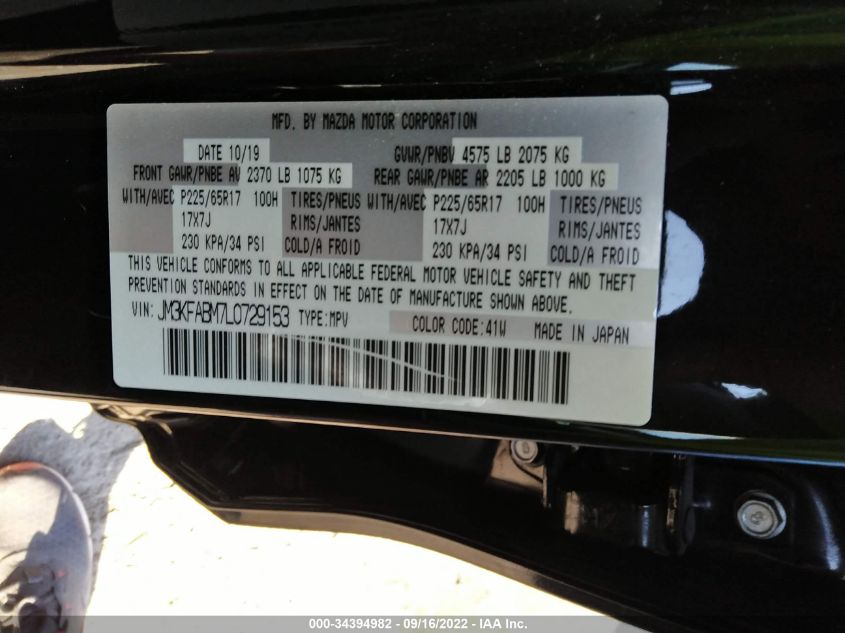 MFD. BY MAZDA MOTOR CORPORATION
DATE 10/19 GVWR/PNBV 4575 LB 2075 KG
FRONT GAWR/PNBE AV 2370 LB 1075 KG REAR GAWR/PNBE AR 2205 LB 1000 KG
WITH/AVEC P225/65R17 100H TIRES/PNEUS WITH/AVEC P225/65R17 100H TIRES/PNEUS
17X7J RIMS/JANTES 17X7J RIMS/JANTES
230 KPA/34 PSI COLD/A FROID 230 KPA/34 PSI COLD/A FROID
THIS VEHICLE CONFORMS TO ALL APPLICABLE FEDERAL MOTOR VEHICLE SAFETY AND THEFT
PREVENTION STANDARDS IN EFFECT ON THE DATE OF MANUFACTURE SHOWN ABOVE.
VIN: JM3KFABM7L0729153 TYPE:MPV COLOR CODE:41W MADE IN JAPAN
000-34394982 - 09/16/2022 - IAA Inc.